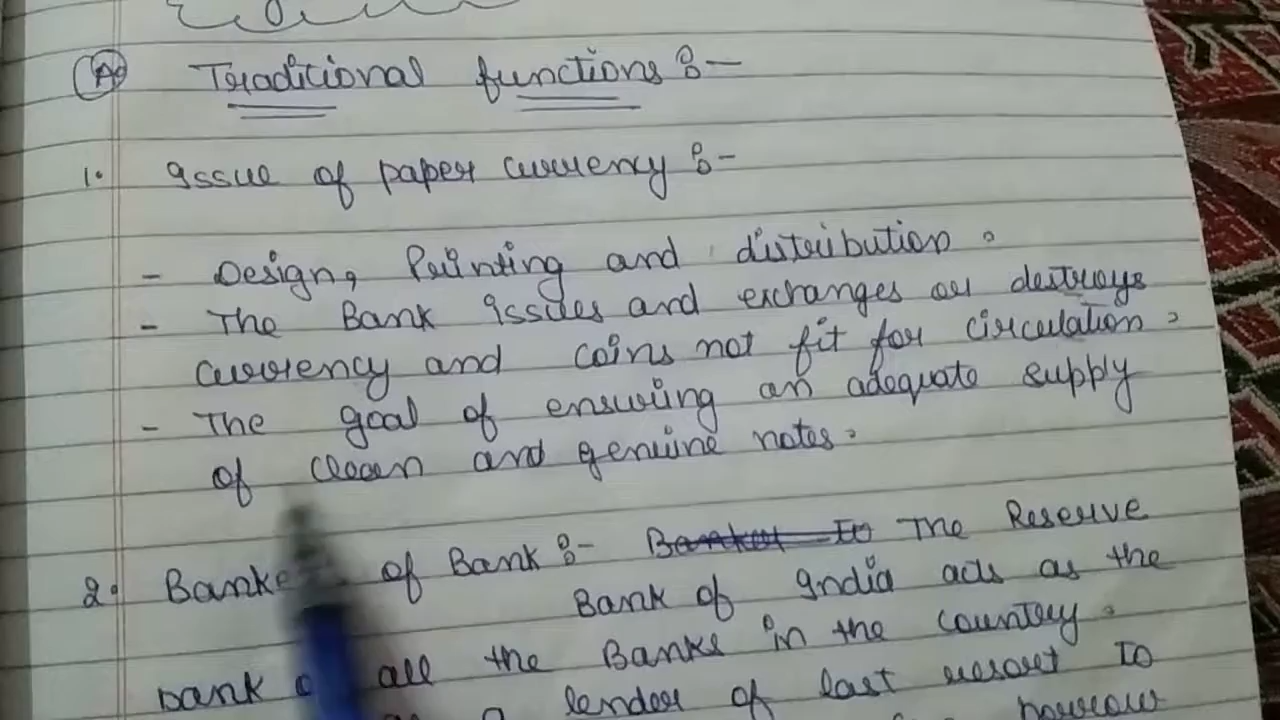 (A) Traditional functions :-
1. Issue of paper currency :-
- Design, Printing and distribution.
- The Bank issues and exchanges or destroys
currency and coins not fit for circulation.
- The goal of ensuring an adequate supply
of clean and genuine notes.
2. Banker of Bank :- The Reserve
Bank of India acts as the
bank all the Banks in the country.
a lender of last resort to
borrow